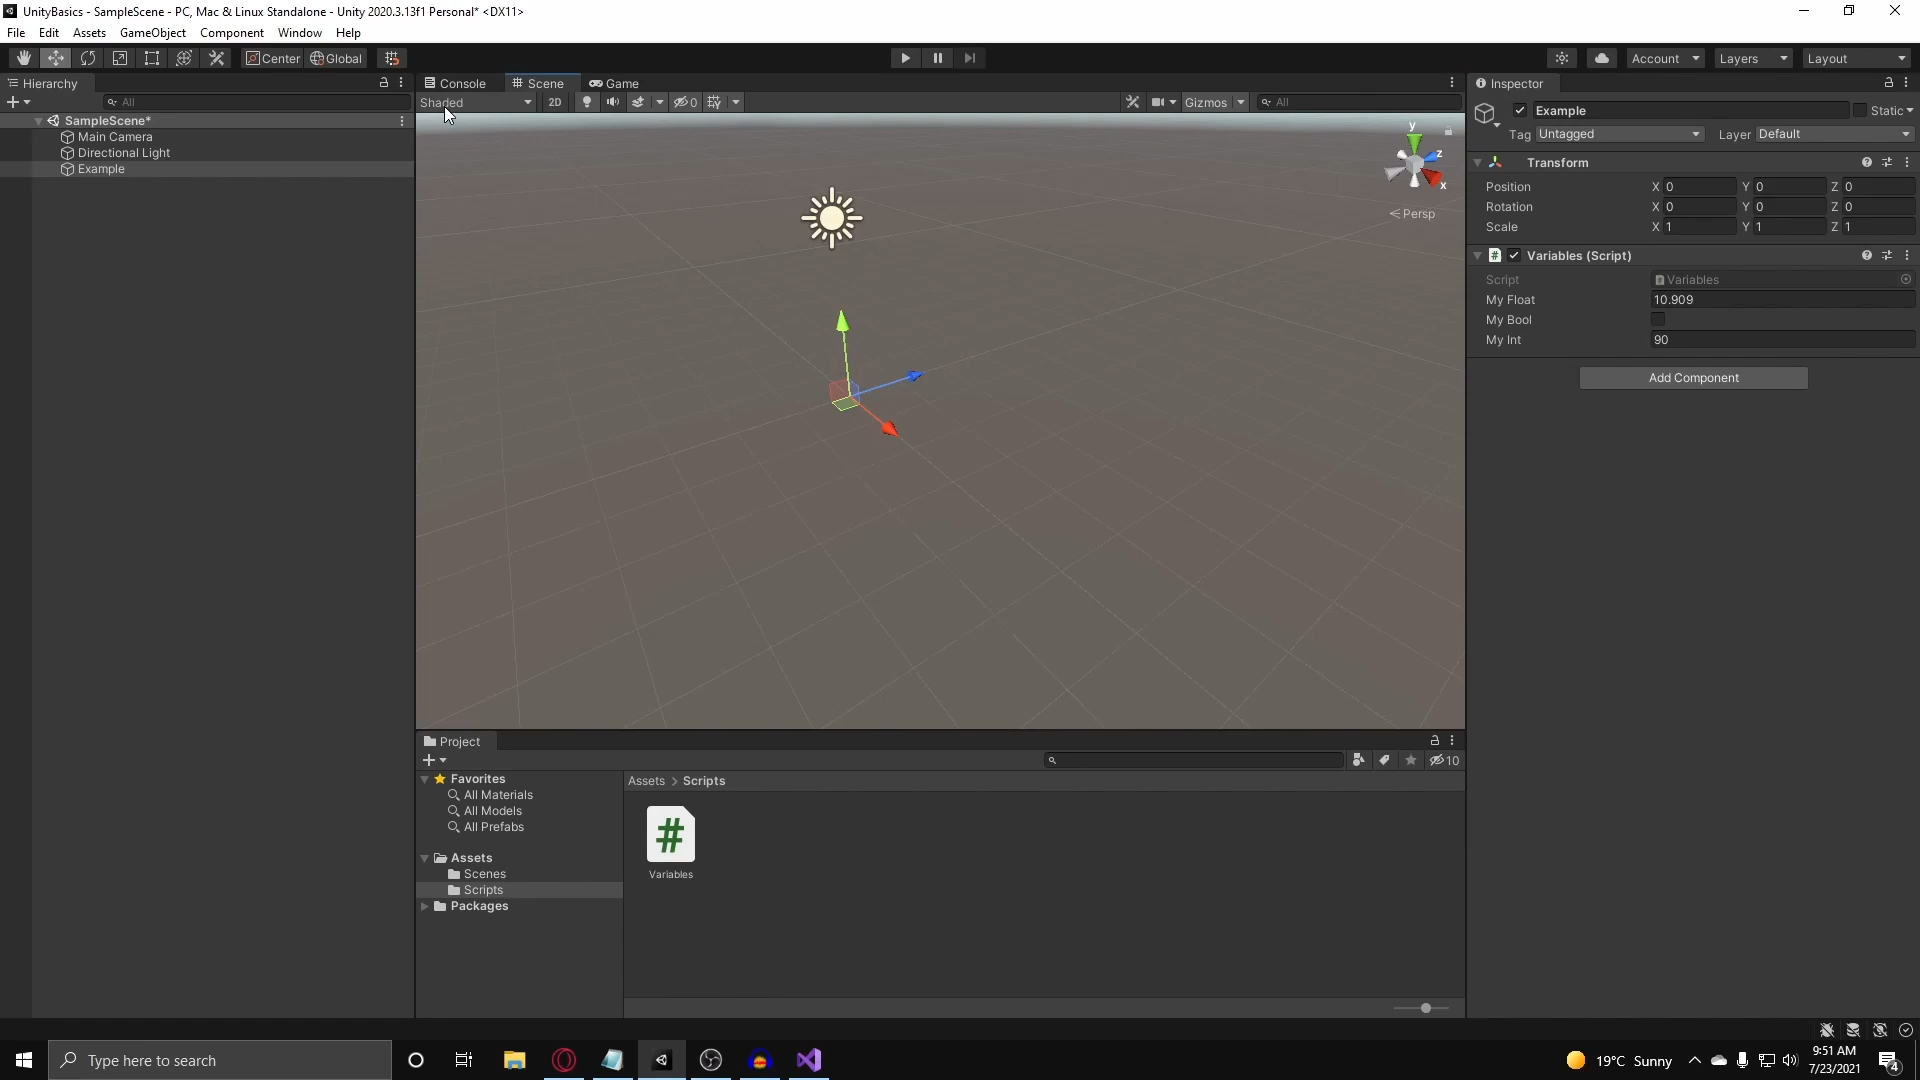 UnityBasics - SampleScene - PC, Mac & Linux Standalone - Unity 2020.3.13f1 Personal* <DX11>
File Edit Assets GameObject Component Window Help
Center Global Account Layers Layout
Hierarchy
All
SampleScene*
Main Camera
Directional Light
Example
Console Scene Game
Shaded 2D 0 Gizmos All
y
z
x
Persp
Inspector
Example Static
Tag Untagged Layer Default
Transform
Position X 0 Y 0 Z 0
Rotation X 0 Y 0 Z 0
Scale X 1 Y 1 Z 1
# Variables (Script)
Script Variables
My Float 10.909
My Bool
My Int 90
Add Component
Project
10
Favorites
All Materials
All Models
All Prefabs
Assets
Scenes
Scripts
Packages
Assets > Scripts
#
Variables
Type here to search
19°C Sunny
9:51 AM
7/23/2021
4